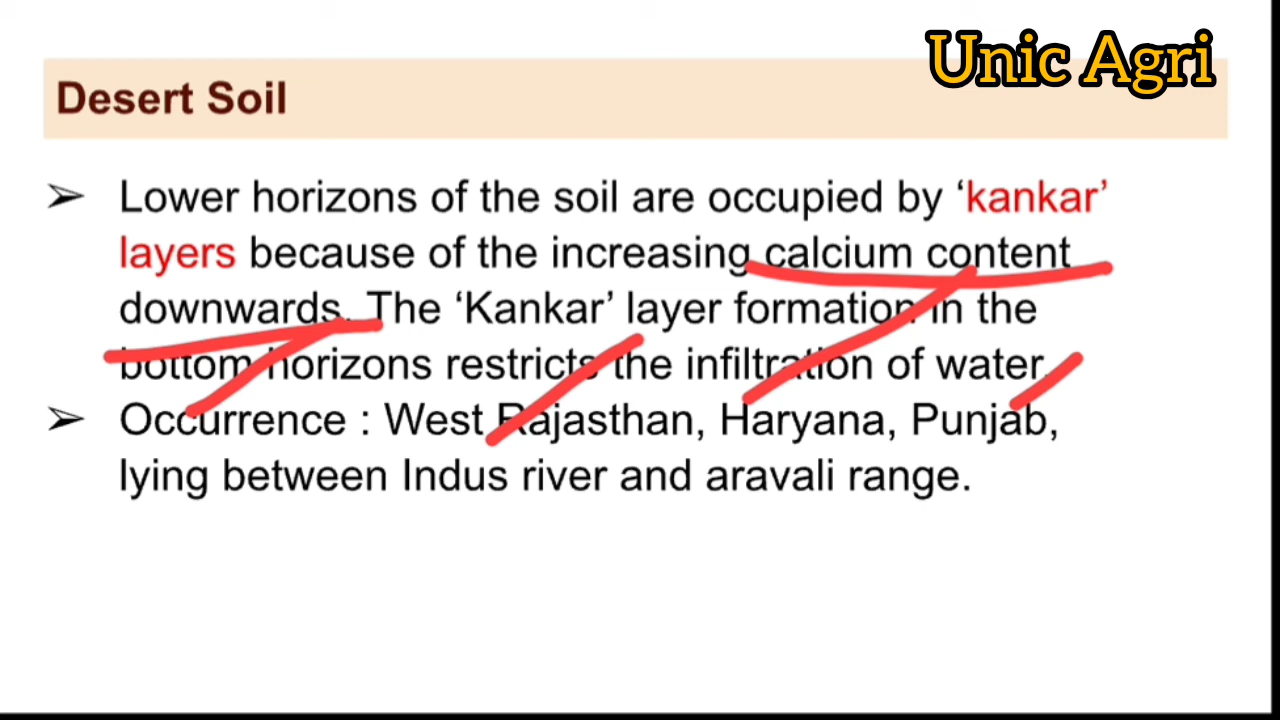 Unic Agri
Desert Soil
➢ Lower horizons of the soil are occupied by ‘kankar’
layers because of the increasing calcium content
downwards. The ‘Kankar’ layer formation in the
bottom horizons restricts the infiltration of water.
➢ Occurrence : West Rajasthan, Haryana, Punjab,
lying between Indus river and aravali range.